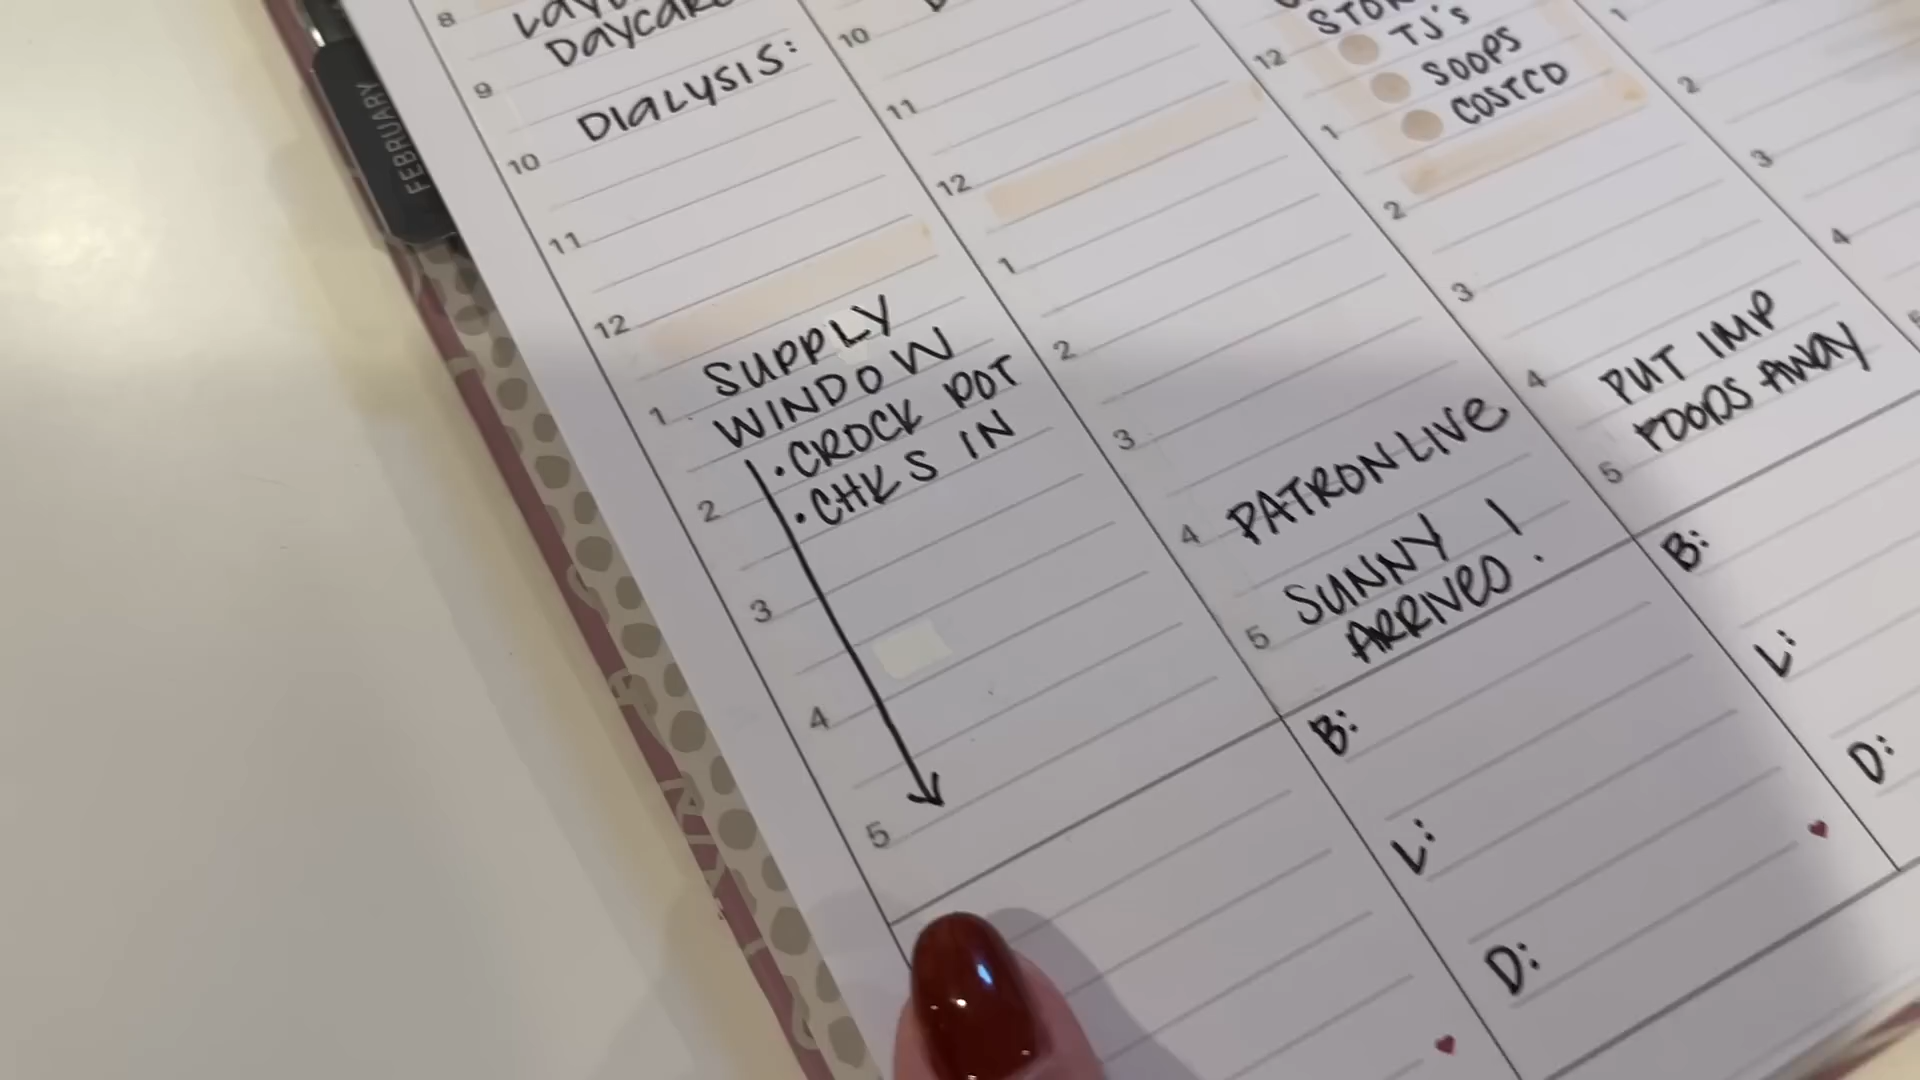 FEBRUARY
8
DAYCARE
9
DIALYSIS:
10
11
12
SUPPLY
WINDOW
1
• CROCK POT
• CHKS IN
2
3
4
5
10
11
12
1
2
3
PATRON LIVE
4
SUNNY
ARRIVED!
5
B:
L:
D:
12
TJ's
SOOPS
COSTCO
1
2
3
4
PUT IMP
FOODS AWAY
5
B:
L:
D:
1
2
3
4